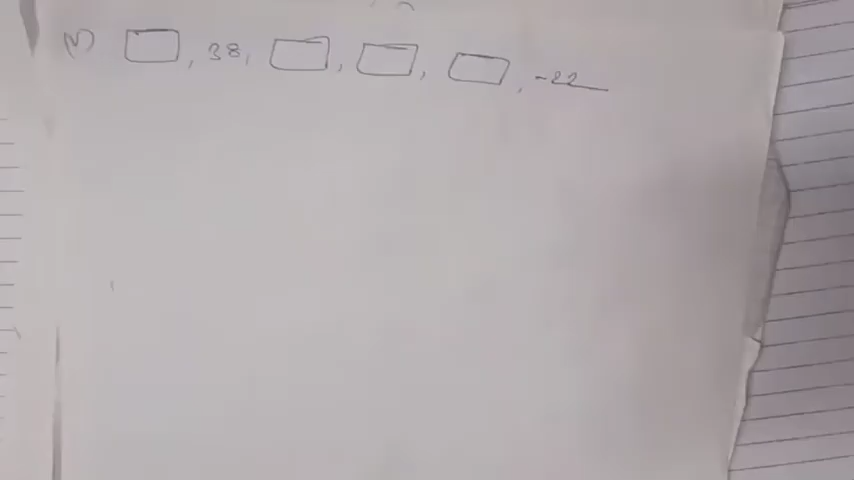 (v) □, 38, □, □, □, -22